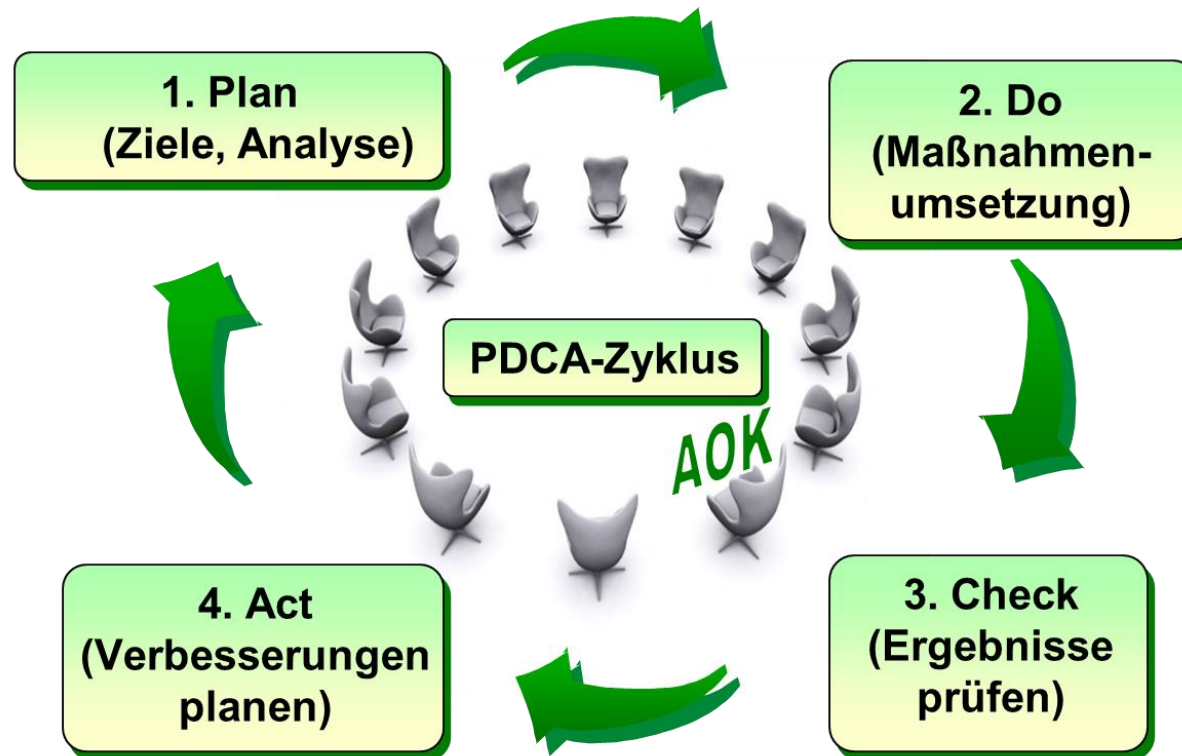 1. Plan
(Ziele, Analyse)
2. Do
(Maßnahmen-
umsetzung)
PDCA-Zyklus
AOK
4. Act
(Verbesserungen
planen)
3. Check
(Ergebnisse
prüfen)